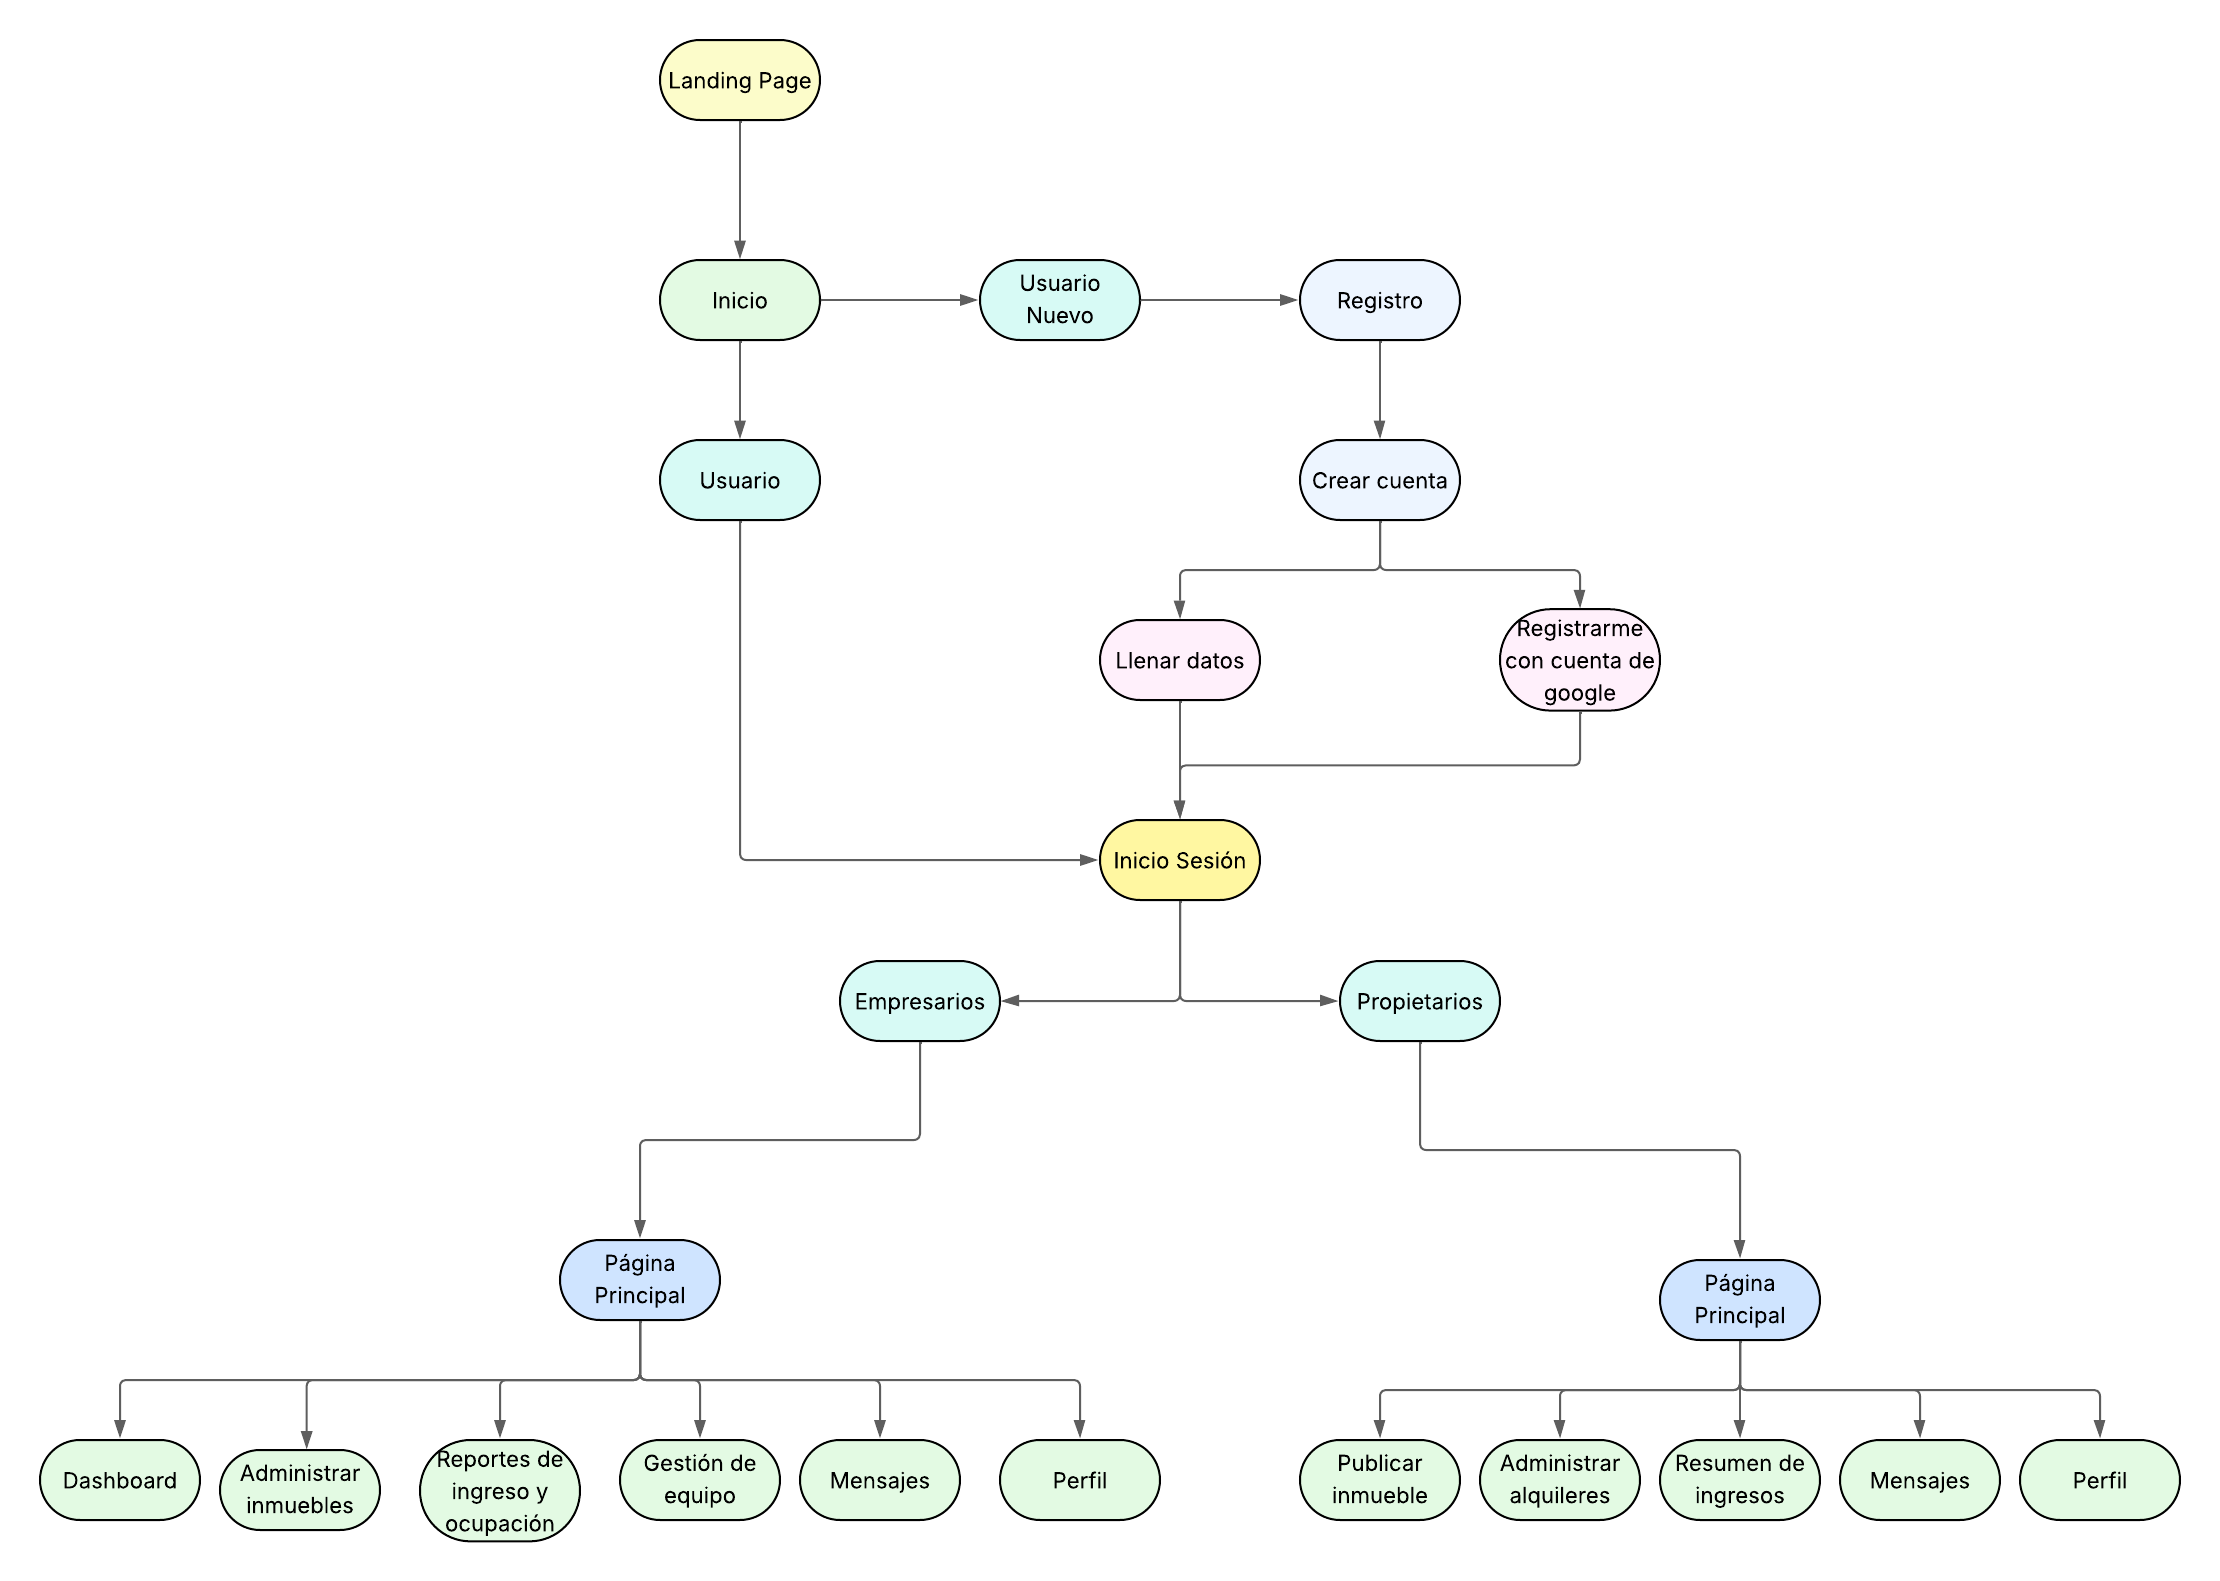 Landing Page
Inicio
Usuario
Nuevo
Registro
Usuario
Crear cuenta
Llenar datos
Registrarme
con cuenta de
google
Inicio Sesión
Empresarios
Propietarios
Página
Principal
Página
Principal
Dashboard
Administrar
inmuebles
Reportes de
ingreso y
ocupación
Gestión de
equipo
Mensajes
Perfil
Publicar
inmueble
Administrar
alquileres
Resumen de
ingresos
Mensajes
Perfil